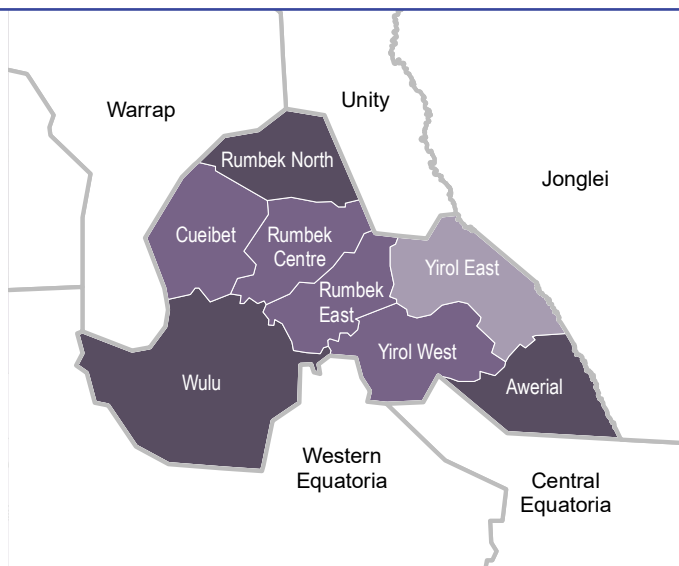 Unity
Warrap
Rumbek North
Jonglei
Cueibet
Rumbek
Centre
Yirol East
Rumbek
East
Yirol West
Wulu
Awerial
Western
Equatoria
Central
Equatoria